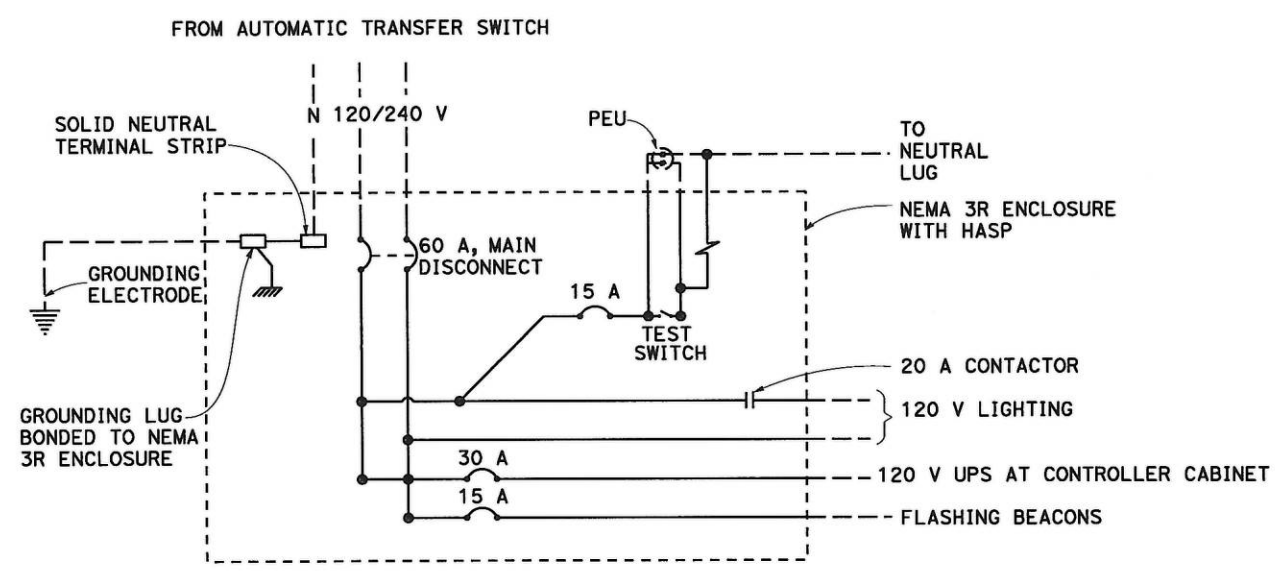 FROM AUTOMATIC TRANSFER SWITCH
N 120/240 V
SOLID NEUTRAL
TERMINAL STRIP
PEU
TO
NEUTRAL
LUG
NEMA 3R ENCLOSURE
WITH HASP
60 A, MAIN
DISCONNECT
GROUNDING
ELECTRODE
15 A
TEST
SWITCH
20 A CONTACTOR
120 V LIGHTING
GROUNDING LUG
BONDED TO NEMA
3R ENCLOSURE
30 A
120 V UPS AT CONTROLLER CABINET
15 A
FLASHING BEACONS